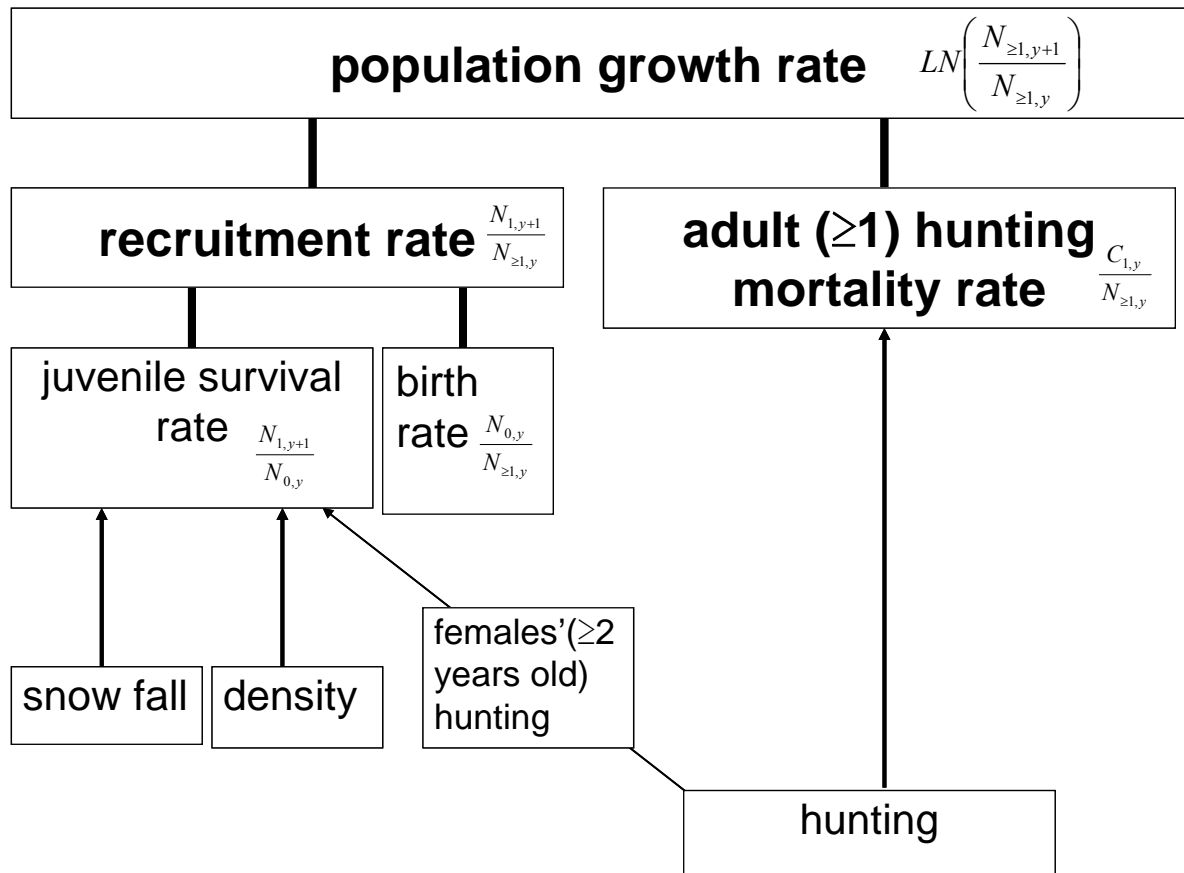 population growth rate LN(N≥1,y+1 / N≥1,y)
recruitment rate N1,y+1 / N≥1,y
adult (≥1) hunting
mortality rate C1,y / N≥1,y
juvenile survival
rate N1,y+1 / N0,y
birth
rate N0,y / N≥1,y
females'(≥2
years old)
hunting
snow fall
density
hunting